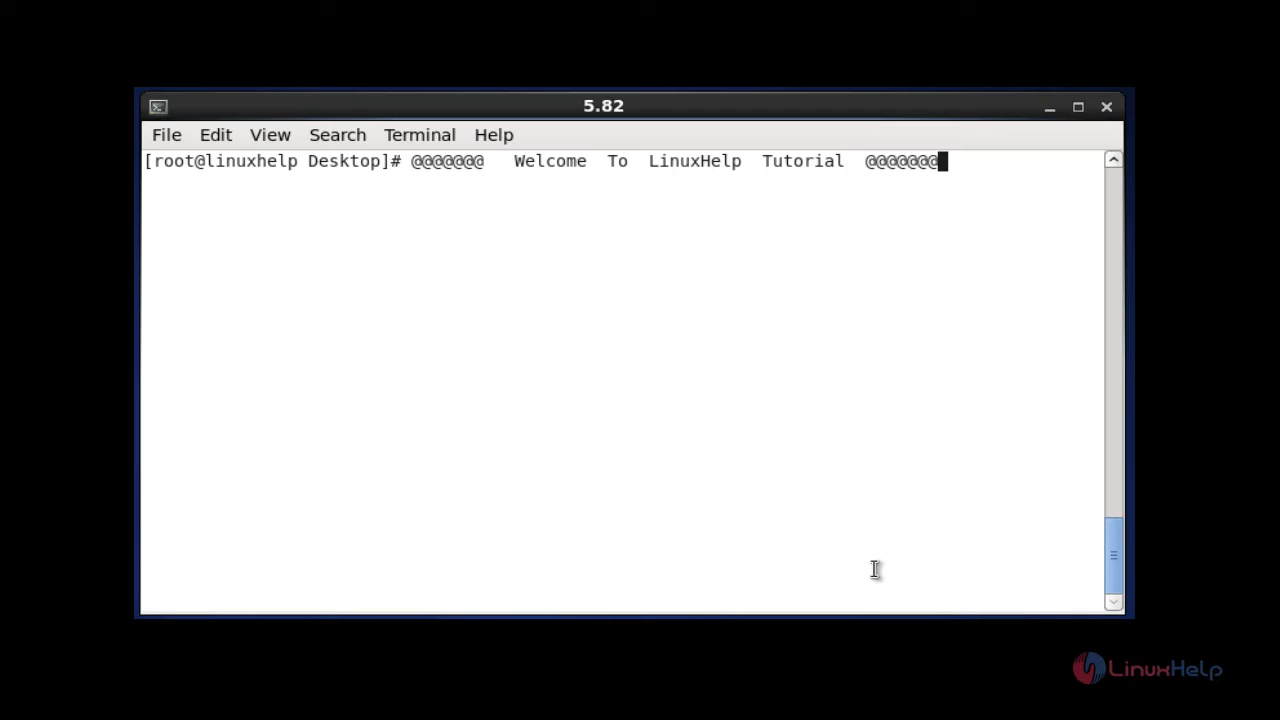 5.82
File Edit View Search Terminal Help
[root@linuxhelp Desktop]# @@@@@@@   Welcome  To  LinuxHelp  Tutorial  @@@@@@@
LinuxHelp